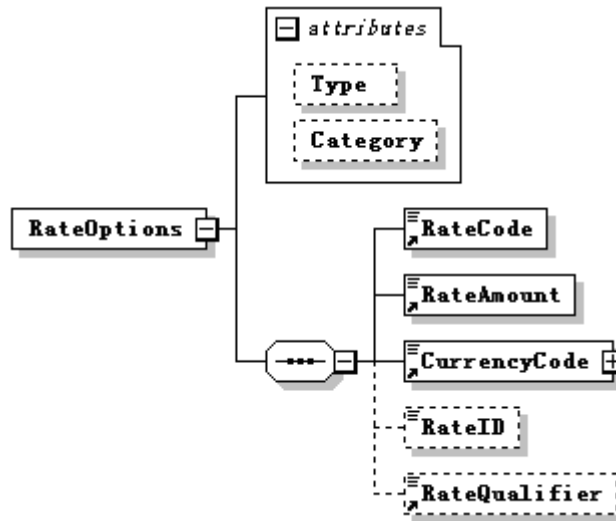 attributes
Type
Category
RateOptions
RateCode
RateAmount
CurrencyCode
RateID
RateQualifier